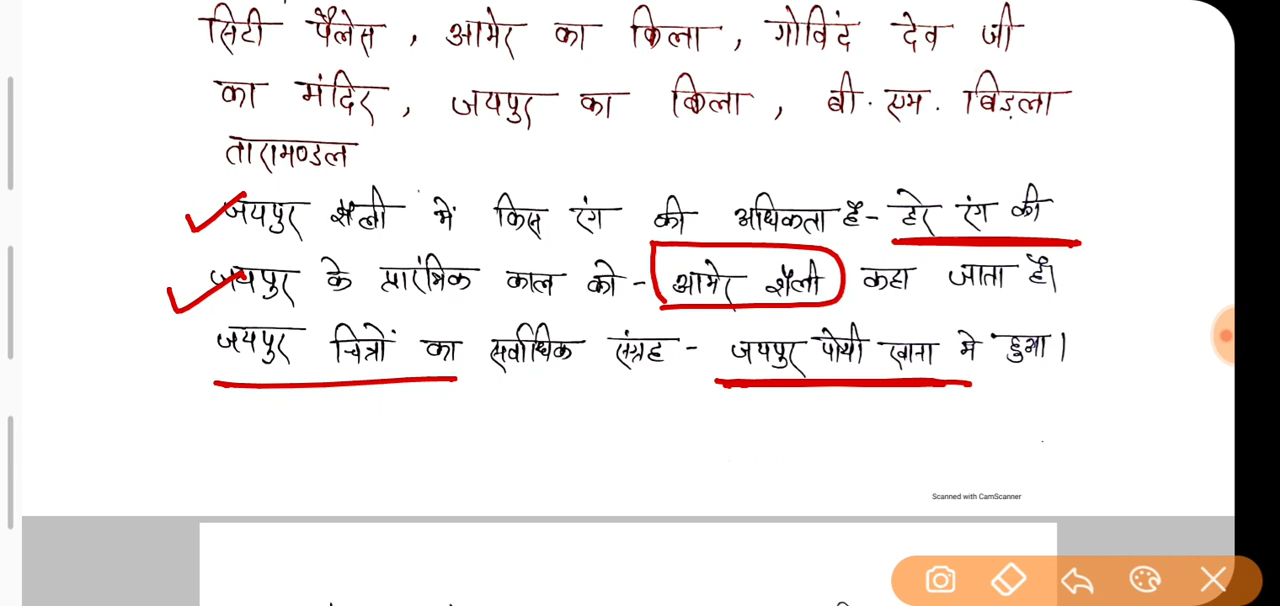 सिटी पैलेस, आमेर का किला, गोविंद देव जी
का मंदिर, जयपुर का किला, बी. एम. बिड़ला
तारामण्डल
जयपुर शैली में किस रंग की अधिकता है- हरे रंग की
जयपुर के प्रारंभिक काल को - आमेर शैली कहा जाता है।
जयपुर चित्रों का सर्वाधिक संग्रह - जयपुर पोथी खाना मे हुआ।
Scanned with CamScanner